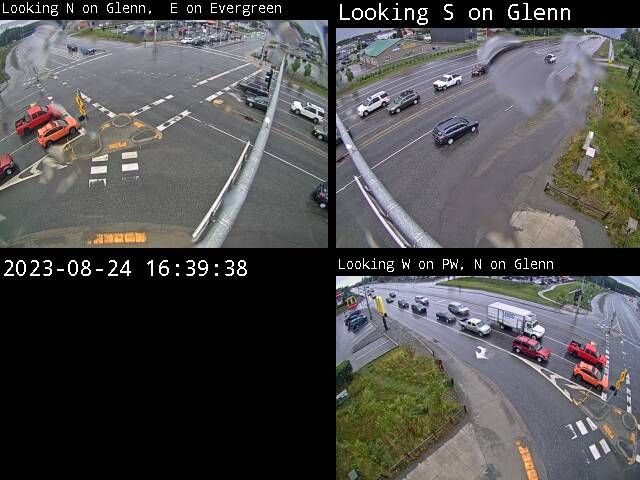 Looking N on Glenn,  E on Evergreen
Looking S on Glenn
2023-08-24 16:39:38
Looking W on PW, N on Glenn